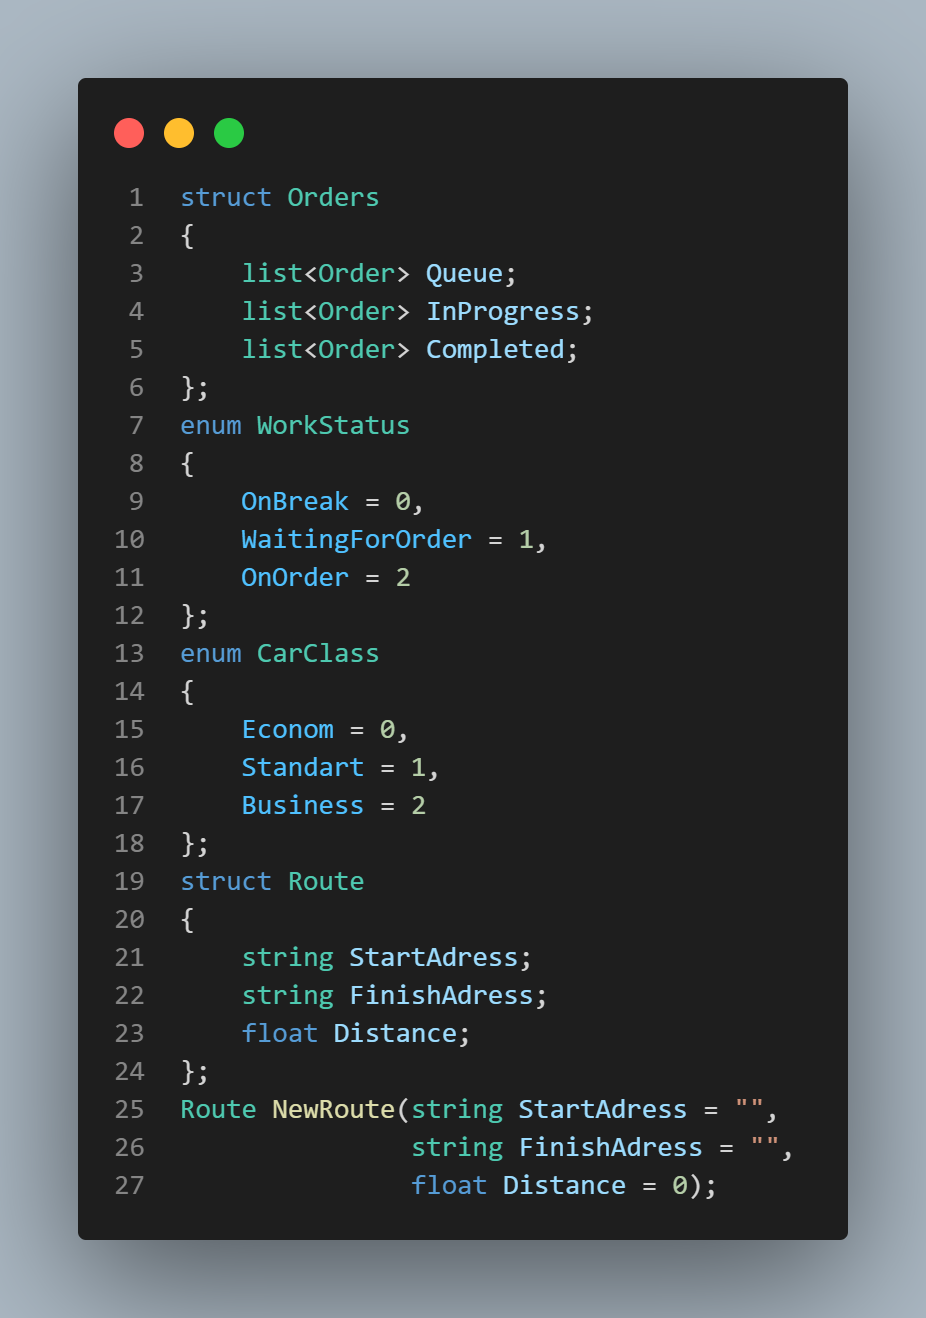 1 struct Orders
2 {
3     list<Order> Queue;
4     list<Order> InProgress;
5     list<Order> Completed;
6 };
7 enum WorkStatus
8 {
9     OnBreak = 0,
10     WaitingForOrder = 1,
11     OnOrder = 2
12 };
13 enum CarClass
14 {
15     Econom = 0,
16     Standart = 1,
17     Business = 2
18 };
19 struct Route
20 {
21     string StartAdress;
22     string FinishAdress;
23     float Distance;
24 };
25 Route NewRoute(string StartAdress = "",
26                string FinishAdress = "",
27                float Distance = 0);